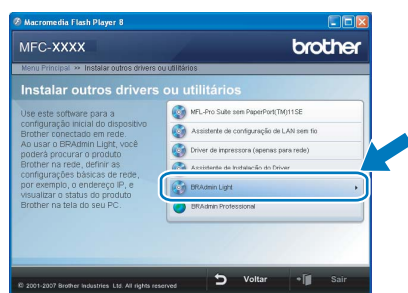 Macromedia Flash Player 8
MFC-XXXX
brother
Menu Principal >> Instalar outros drivers ou utilitários
Instalar outros drivers ou utilitários
Use este software para a
configuração inicial do dispositivo
Brother conectado em rede.
Ao usar o BRAdmin Light, você
poderá procurar o produto
Brother na rede, definir as
configurações básicas de rede,
por exemplo, o endereço IP, e
visualizar o status do produto
Brother na tela do seu PC.
MFL-Pro Suite sem PaperPort(TM)11SE
Assistente de configuração de LAN sem fio
Driver de impressora (apenas para rede)
Assistente de Instalação do Driver
BRAdmin Light
BRAdmin Professional
© 2001-2007 Brother Industries Ltd. All rights reserved
Voltar
Sair